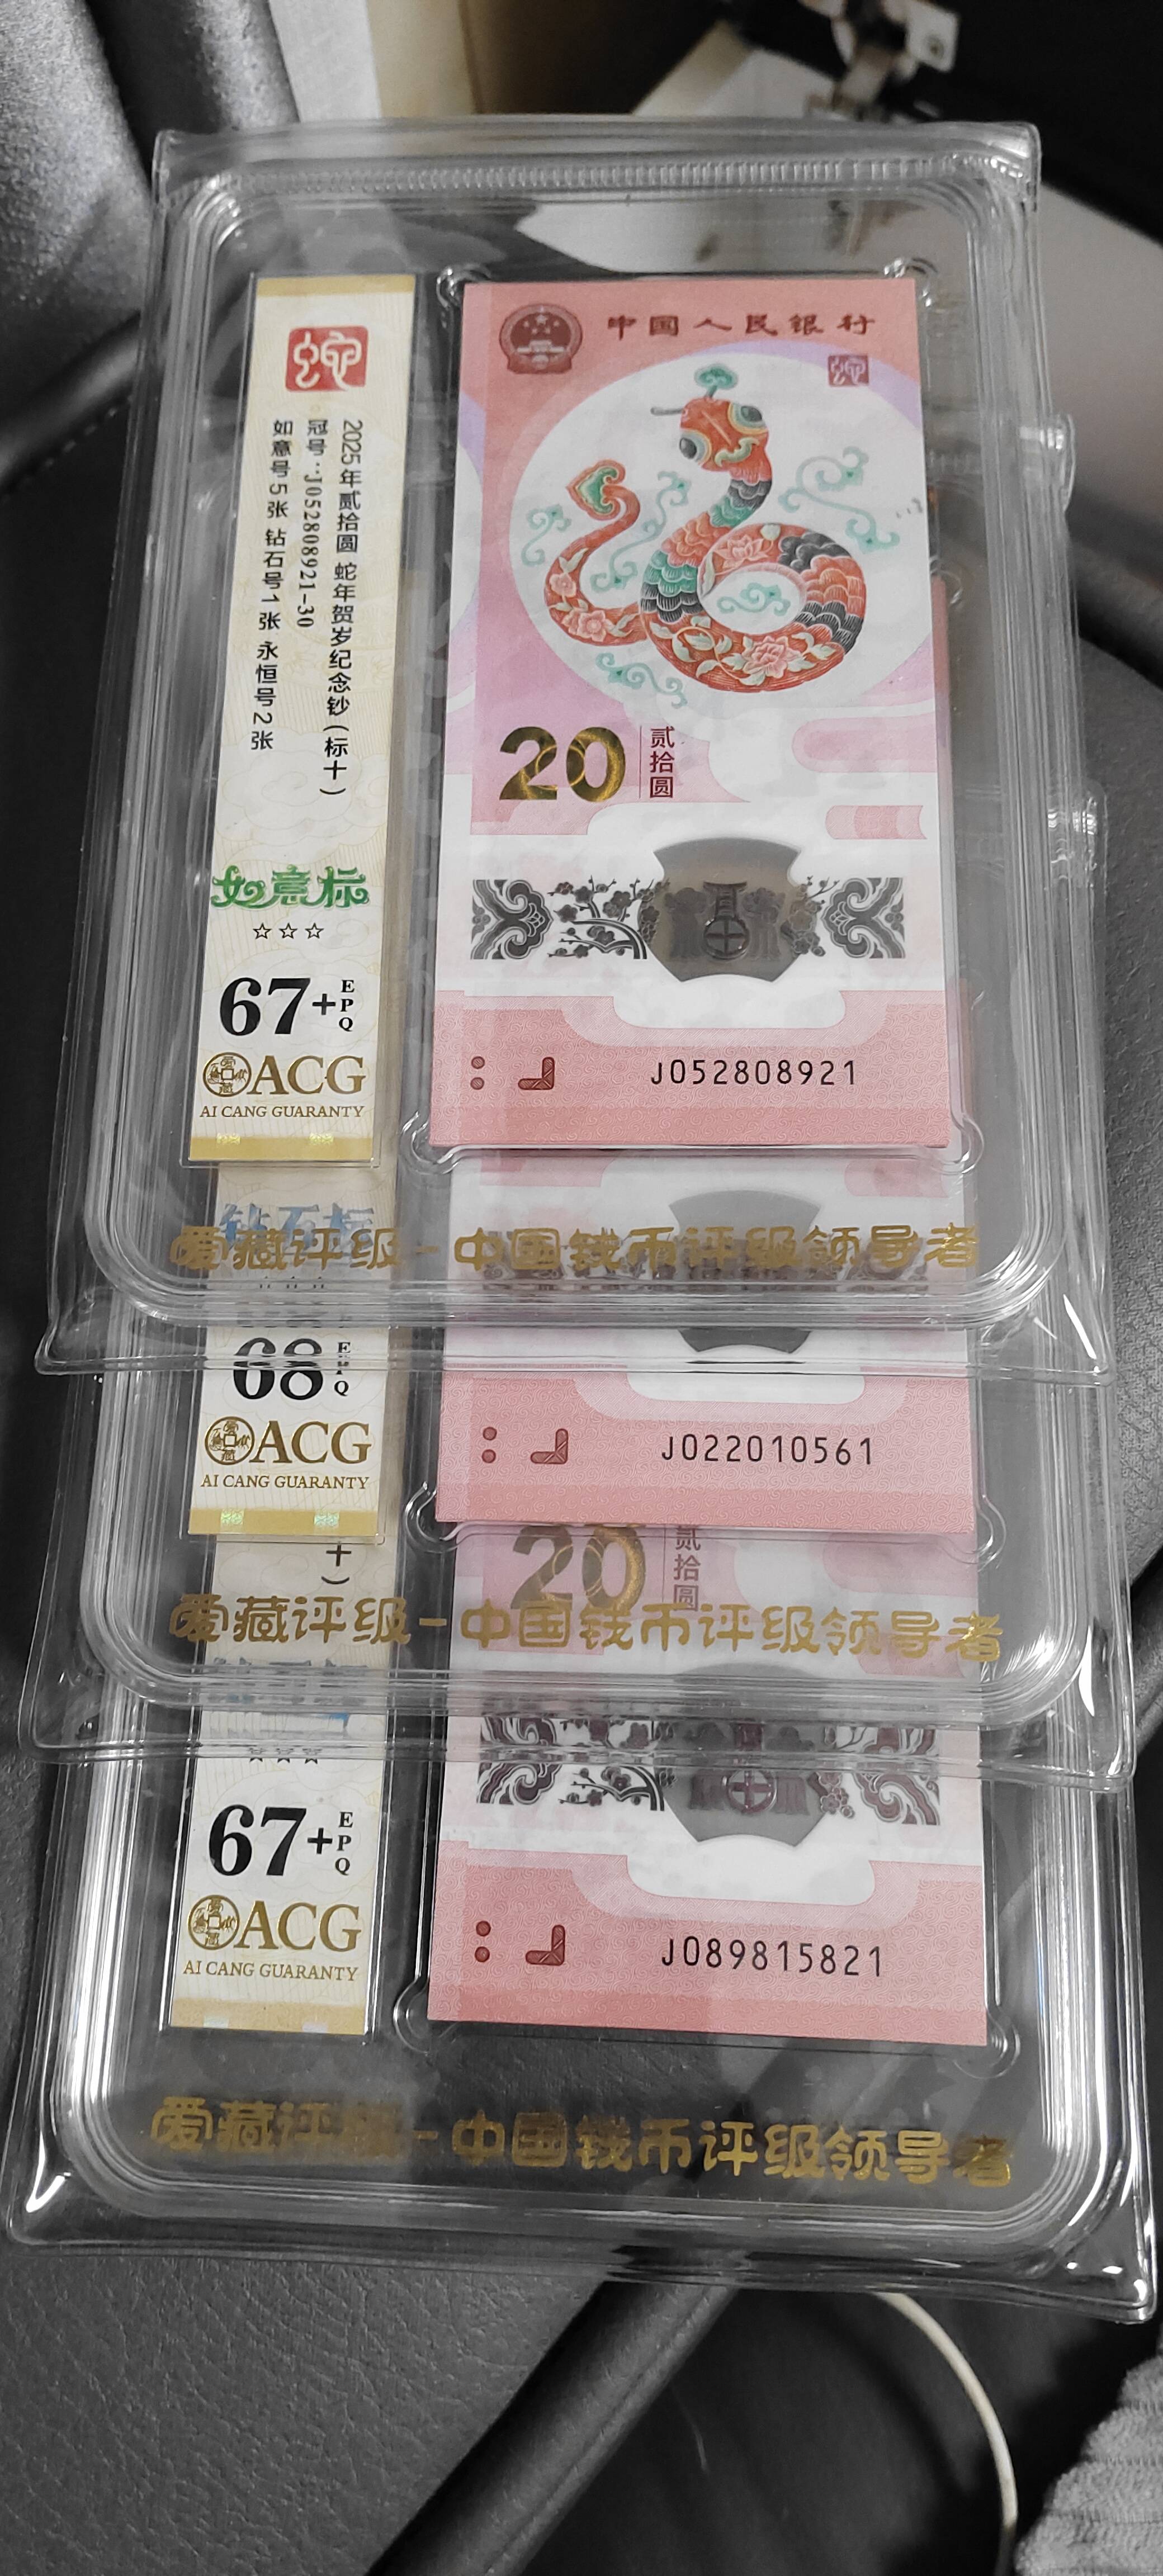 蛇
2025年贰拾圆 蛇年贺岁纪念钞(标十)
冠号:J052808921-30
如意号5张 钻石号1张 永恒号2张
如意标
☆☆☆
67+EPQ
ACG
AI CANG GUARANTY
中国人民银行
蛇
20 贰拾圆
J052808921
钻石标
爱藏评级-中国钱币评级领导者
68 EPQ
ACG
AI CANG GUARANTY
J022010561
十)
20 贰拾圆
爱藏评级-中国钱币评级领导者
☆☆☆
67+EPQ
ACG
AI CANG GUARANTY
J089815821
爱藏评级-中国钱币评级领导者